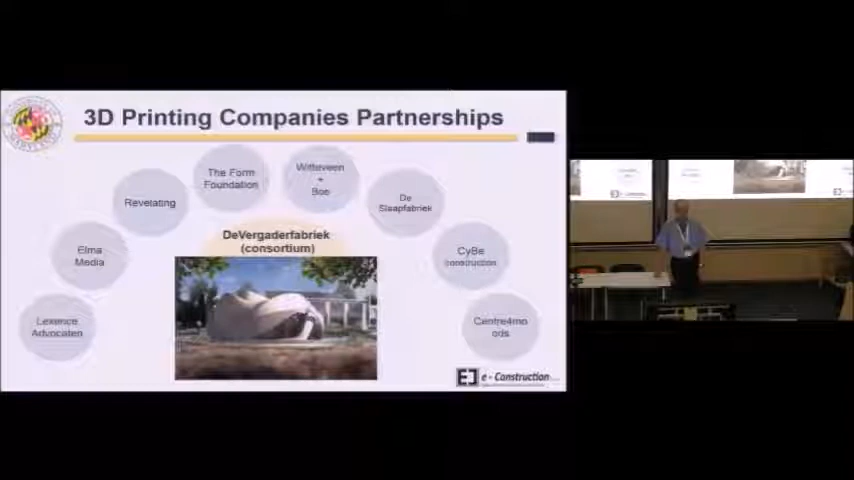 3D Printing Companies Partnerships
Witteveen
+
Bos
The Form
Foundation
Revelating
De
Slaapfabriek
DeVergaderfabriek
(consortium)
Elma
Media
CyBe
construction
Lexence
Advocaten
Centre4mo
ods
e - Construction